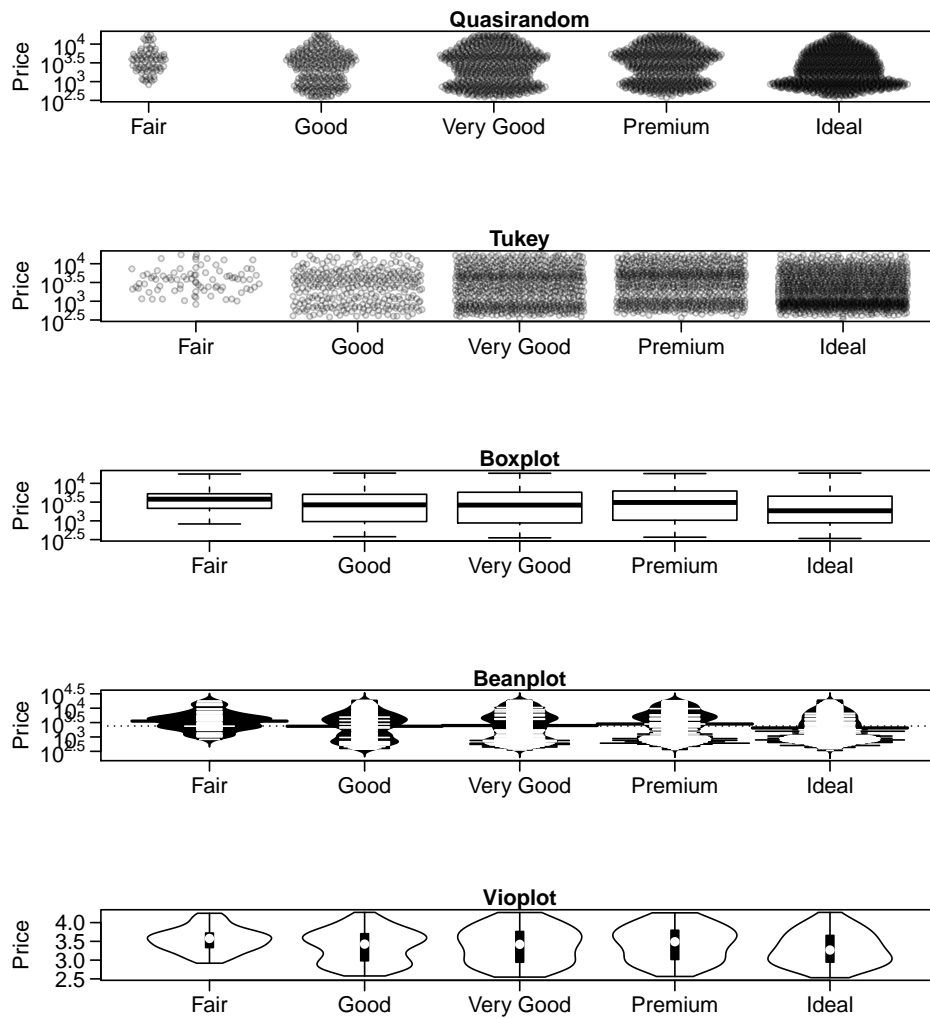 Quasirandom
Price
10^4
10^3.5
10^3
10^2.5
Fair Good Very Good Premium Ideal
Tukey
Price
10^4
10^3.5
10^3
10^2.5
Fair Good Very Good Premium Ideal
Boxplot
Price
10^4
10^3.5
10^3
10^2.5
Fair Good Very Good Premium Ideal
Beanplot
Price
10^4.5
10^4
10^3.5
10^3
10^2.5
Fair Good Very Good Premium Ideal
Vioplot
Price
4.0
3.5
3.0
2.5
Fair Good Very Good Premium Ideal